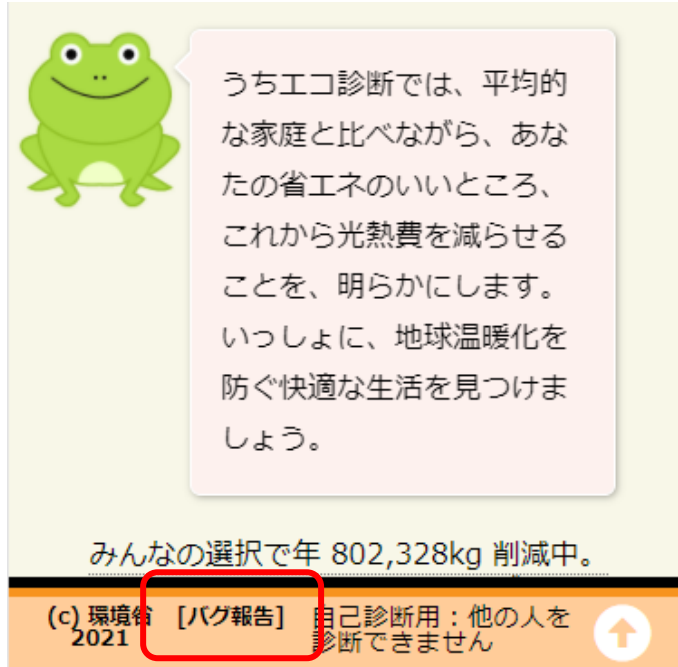 うちエコ診断では、平均的
な家庭と比べながら、あな
たの省エネのいいところ、
これから光熱費を減らせる
ことを、明らかにします。
いっしょに、地球温暖化を
防ぐ快適な生活を見つけま
しょう。
みんなの選択で年 802,328kg 削減中。
(c) 環境省
2021
[バグ報告]
自己診断用：他の人を
診断できません